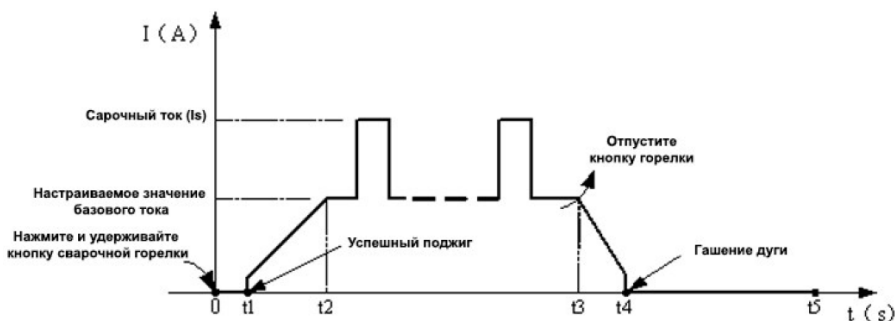 I (A)
Сарочный ток (Is)
Отпустите
кнопку горелки
Настраиваемое значение
базового тока
Нажмите и удерживайте
кнопку сварочной горелки
Успешный поджиг
Гашение дуги
0 t1 t2 t3 t4 t5
t (s)